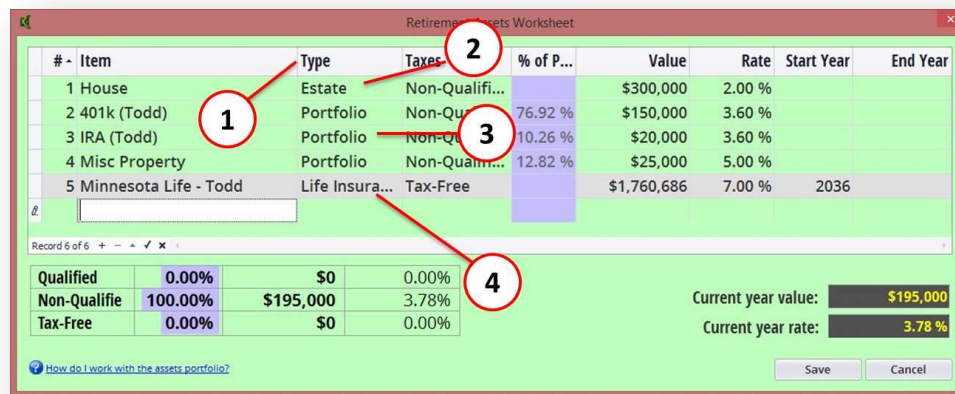 Retirement Assets Worksheet
# Item Type Taxes % of P... Value Rate Start Year End Year
1 House Estate Non-Qualifi... $300,000 2.00 %
2 401k (Todd) Portfolio Non-Qu 76.92 % $150,000 3.60 %
3 IRA (Todd) Portfolio Non-Qu 10.26 % $20,000 3.60 %
4 Misc Property Portfolio Non-Qualifi... 12.82 % $25,000 5.00 %
5 Minnesota Life - Todd Life Insura... Tax-Free $1,760,686 7.00 % 2036
1
2
3
4
Record 6 of 6
Qualified 0.00% $0 0.00%
Non-Qualifie 100.00% $195,000 3.78%
Tax-Free 0.00% $0 0.00%
Current year value: $195,000
Current year rate: 3.78 %
How do I work with the assets portfolio?
Save Cancel